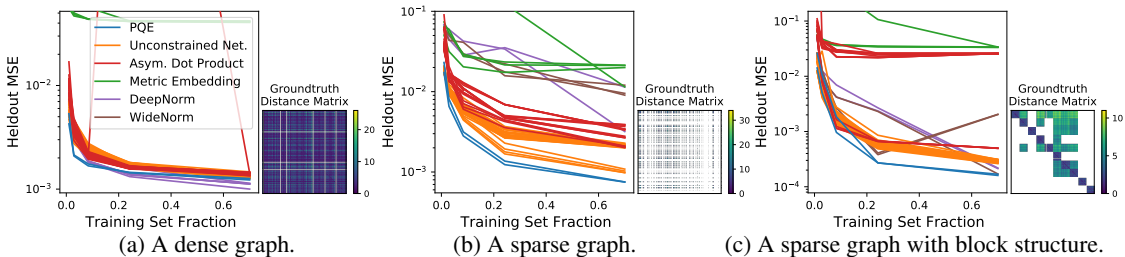 PQE
Unconstrained Net.
Asym. Dot Product
Metric Embedding
DeepNorm
WideNorm
Heldout MSE
10⁻²
10⁻³
0.0 0.2 0.4 0.6
Training Set Fraction
Groundtruth
Distance Matrix
20
10
0
(a) A dense graph.
Heldout MSE
10⁻¹
10⁻²
10⁻³
0.0 0.2 0.4 0.6
Training Set Fraction
Groundtruth
Distance Matrix
30
20
10
0
(b) A sparse graph.
Heldout MSE
10⁻¹
10⁻²
10⁻³
10⁻⁴
0.0 0.2 0.4 0.6
Training Set Fraction
Groundtruth
Distance Matrix
10
5
0
(c) A sparse graph with block structure.